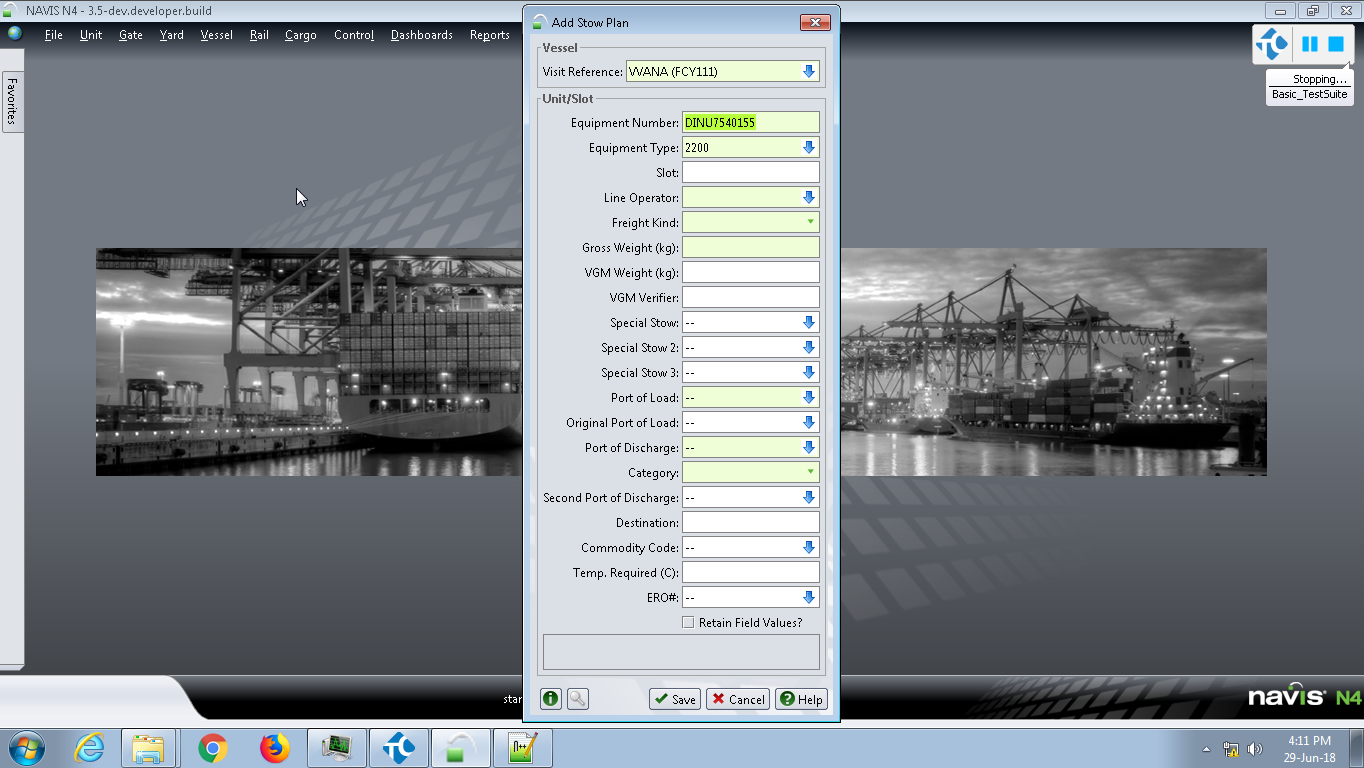 NAVIS N4 - 3.5-dev.developer.build
File Unit Gate Yard Vessel Rail Cargo Control Dashboards Reports
Favorites
Add Stow Plan
Vessel
Visit Reference: VVANA (FCY111)
Unit/Slot
Equipment Number: DINU7540155
Equipment Type: 2200
Slot:
Line Operator:
Freight Kind:
Gross Weight (kg):
VGM Weight (kg):
VGM Verifier:
Special Stow: --
Special Stow 2: --
Special Stow 3: --
Port of Load: --
Original Port of Load: --
Port of Discharge: --
Category:
Second Port of Discharge: --
Destination:
Commodity Code: --
Temp. Required (C):
ERO#: --
Retain Field Values?
Save Cancel Help
Stopping...
Basic_TestSuite
star
navis N4
4:11 PM
29-Jun-18